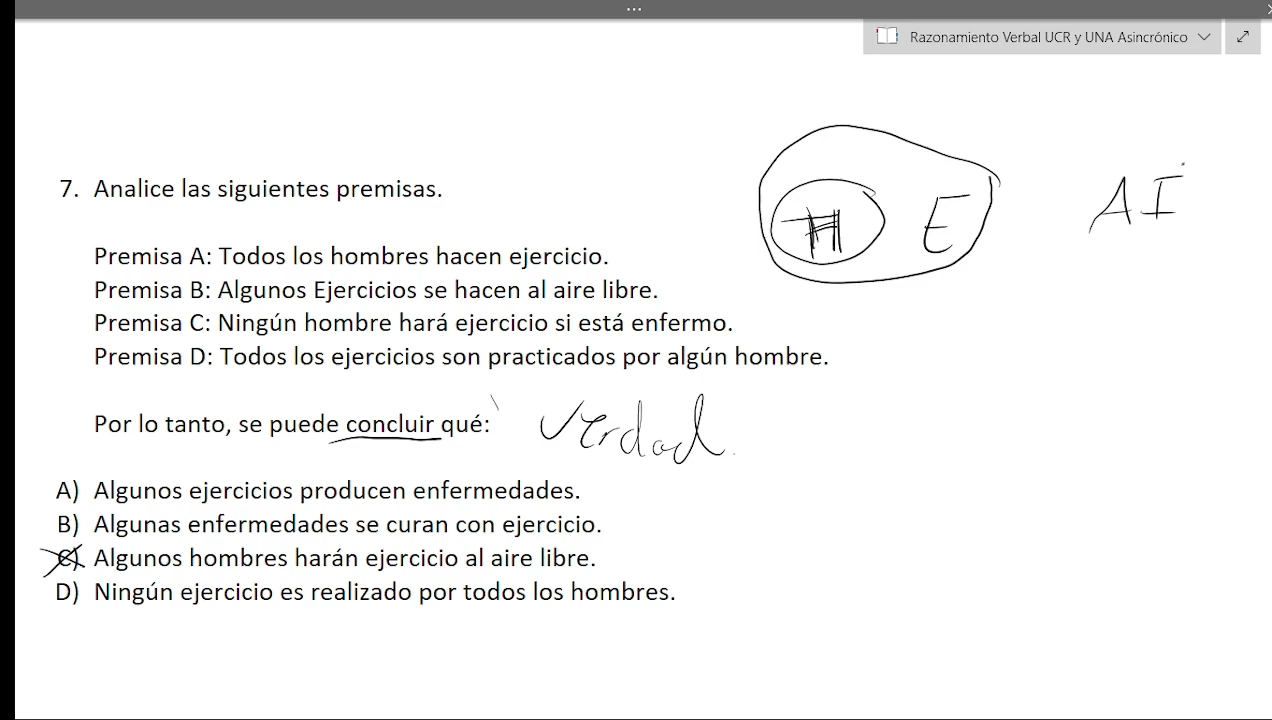 Razonamiento Verbal UCR y UNA Asincrónico
7. Analice las siguientes premisas.
Premisa A: Todos los hombres hacen ejercicio.
Premisa B: Algunos Ejercicios se hacen al aire libre.
Premisa C: Ningún hombre hará ejercicio si está enfermo.
Premisa D: Todos los ejercicios son practicados por algún hombre.
H E
Por lo tanto, se puede concluir qué: verdad
A) Algunos ejercicios producen enfermedades.
B) Algunas enfermedades se curan con ejercicio.
C) Algunos hombres harán ejercicio al aire libre.
D) Ningún ejercicio es realizado por todos los hombres.